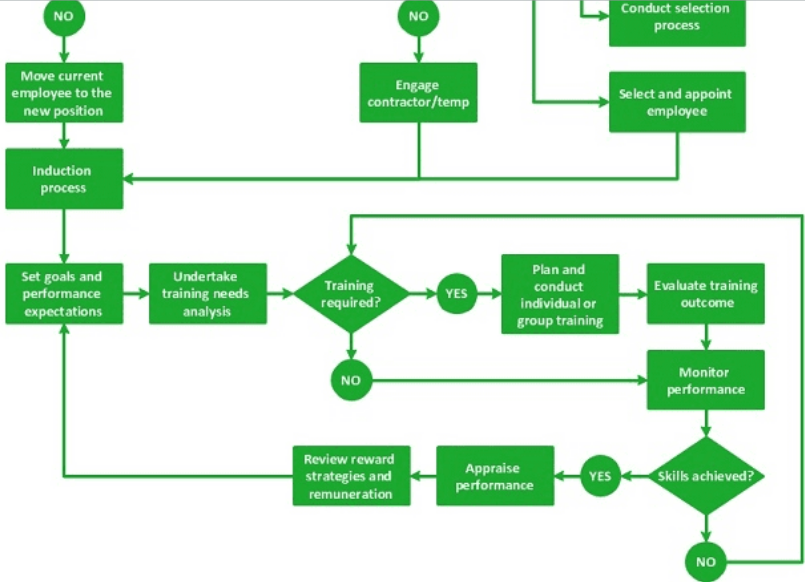 NO
NO
Conduct selection
process
Move current
employee to the
new position
Engage
contractor/temp
Select and appoint
employee
Induction
process
Set goals and
performance
expectations
Undertake
training needs
analysis
Training
required?
YES
Plan and
conduct
individual or
group training
Evaluate training
outcome
NO
Monitor
performance
Review reward
strategies and
remuneration
Appraise
performance
YES
Skills achieved?
NO